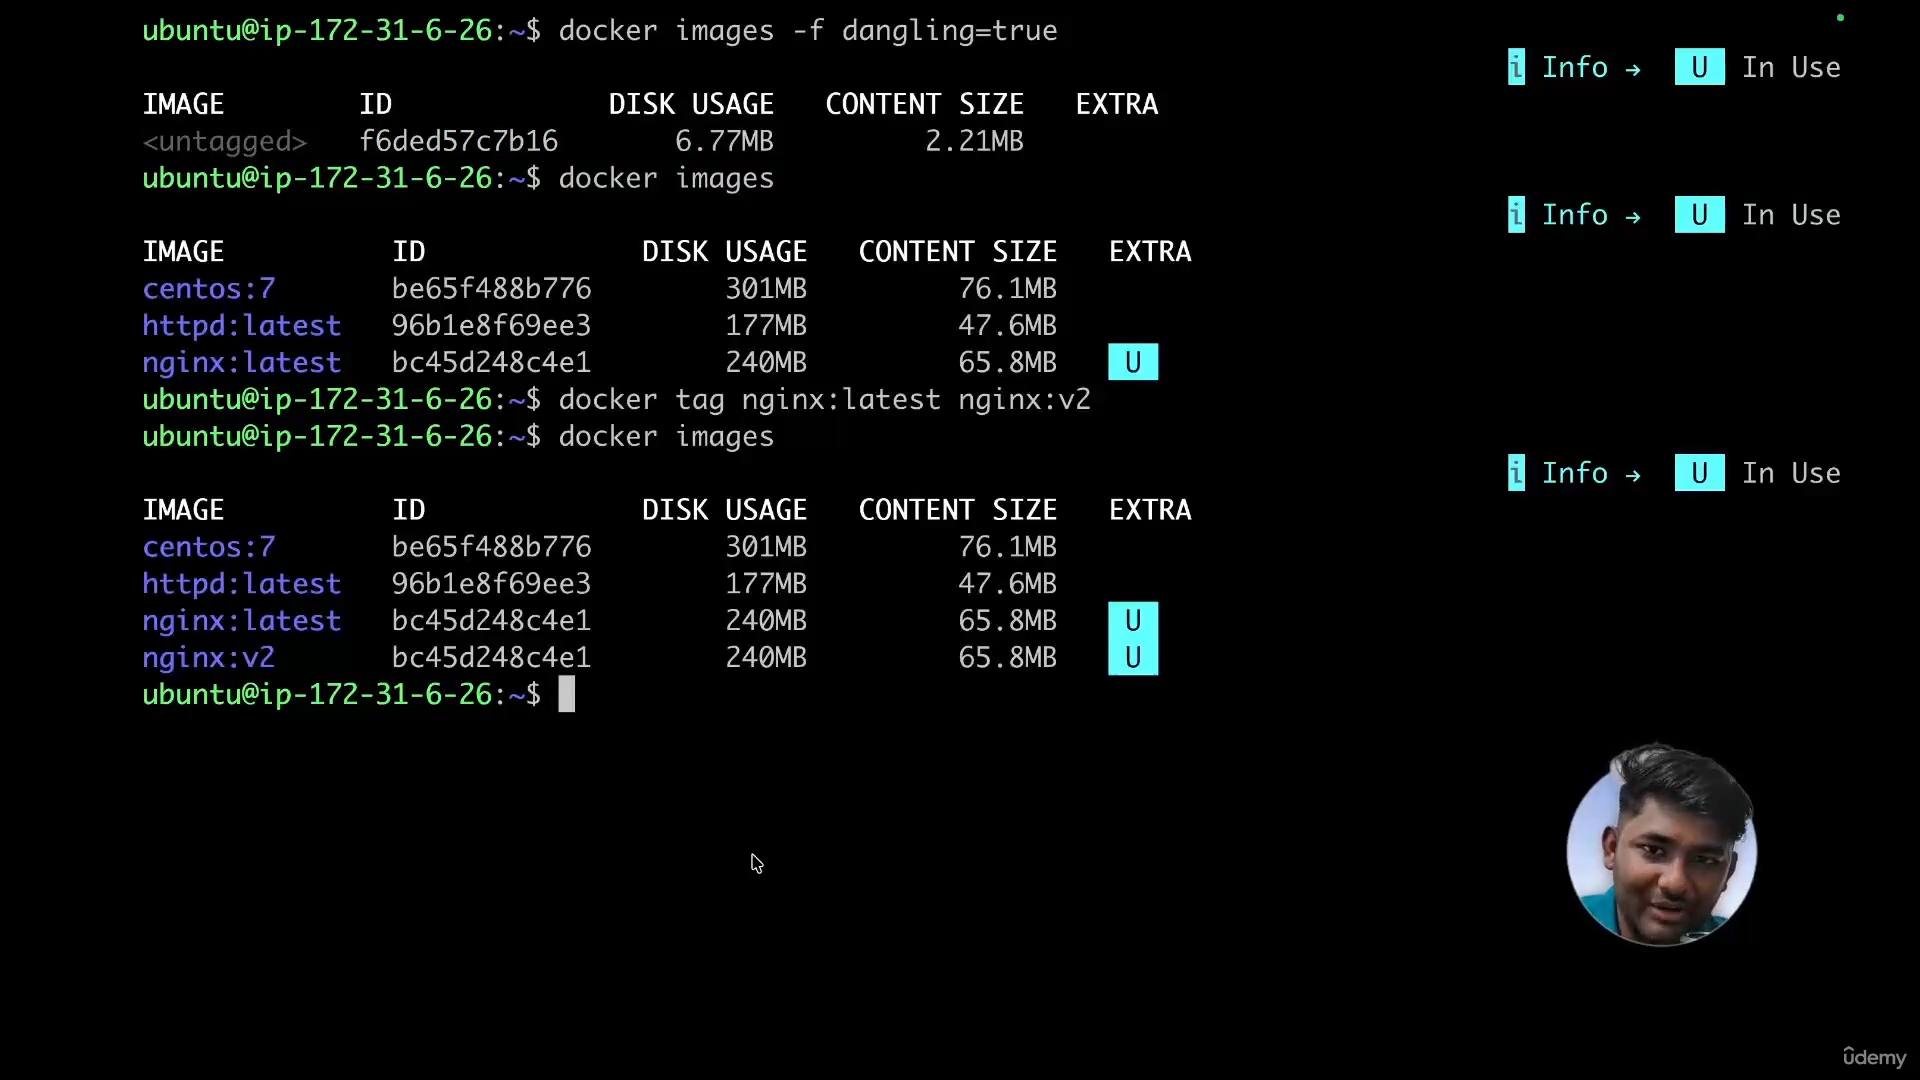 ubuntu@ip-172-31-6-26:~$ docker images -f dangling=true
i Info → U In Use
IMAGE ID DISK USAGE CONTENT SIZE EXTRA
<untagged> f6ded57c7b16 6.77MB 2.21MB
ubuntu@ip-172-31-6-26:~$ docker images
i Info → U In Use
IMAGE ID DISK USAGE CONTENT SIZE EXTRA
centos:7 be65f488b776 301MB 76.1MB
httpd:latest 96b1e8f69ee3 177MB 47.6MB
nginx:latest bc45d248c4e1 240MB 65.8MB U
ubuntu@ip-172-31-6-26:~$ docker tag nginx:latest nginx:v2
ubuntu@ip-172-31-6-26:~$ docker images
i Info → U In Use
IMAGE ID DISK USAGE CONTENT SIZE EXTRA
centos:7 be65f488b776 301MB 76.1MB
httpd:latest 96b1e8f69ee3 177MB 47.6MB
nginx:latest bc45d248c4e1 240MB 65.8MB U
nginx:v2 bc45d248c4e1 240MB 65.8MB U
ubuntu@ip-172-31-6-26:~$
udemy